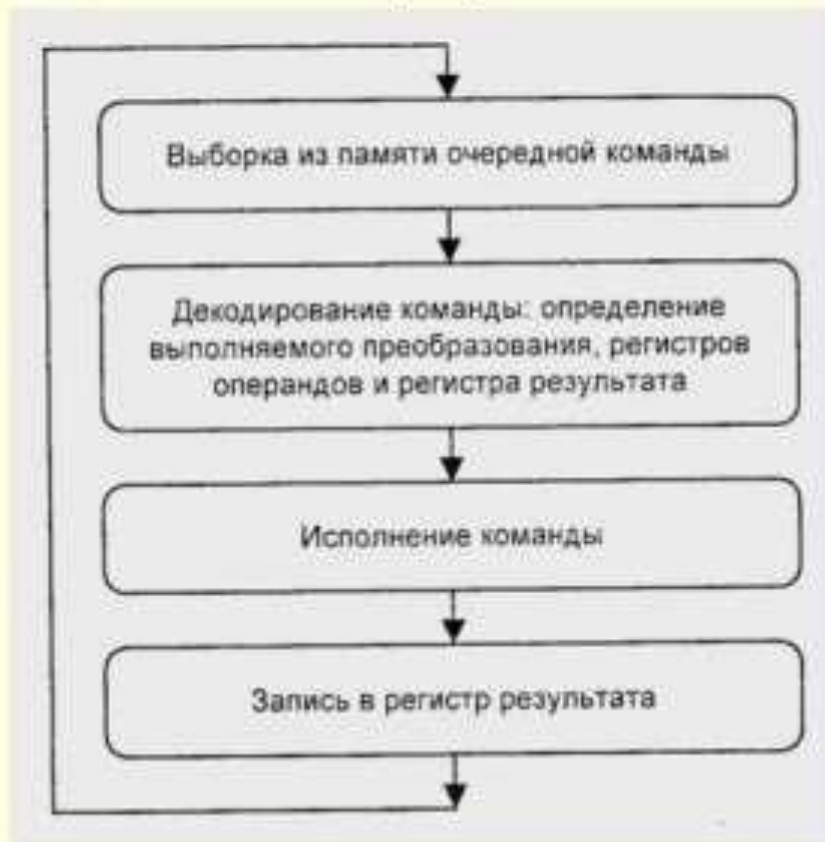 Выборка из памяти очередной команды
Декодирование команды: определение
выполняемого преобразования, регистров
операндов и регистра результата
Исполнение команды
Запись в регистр результата